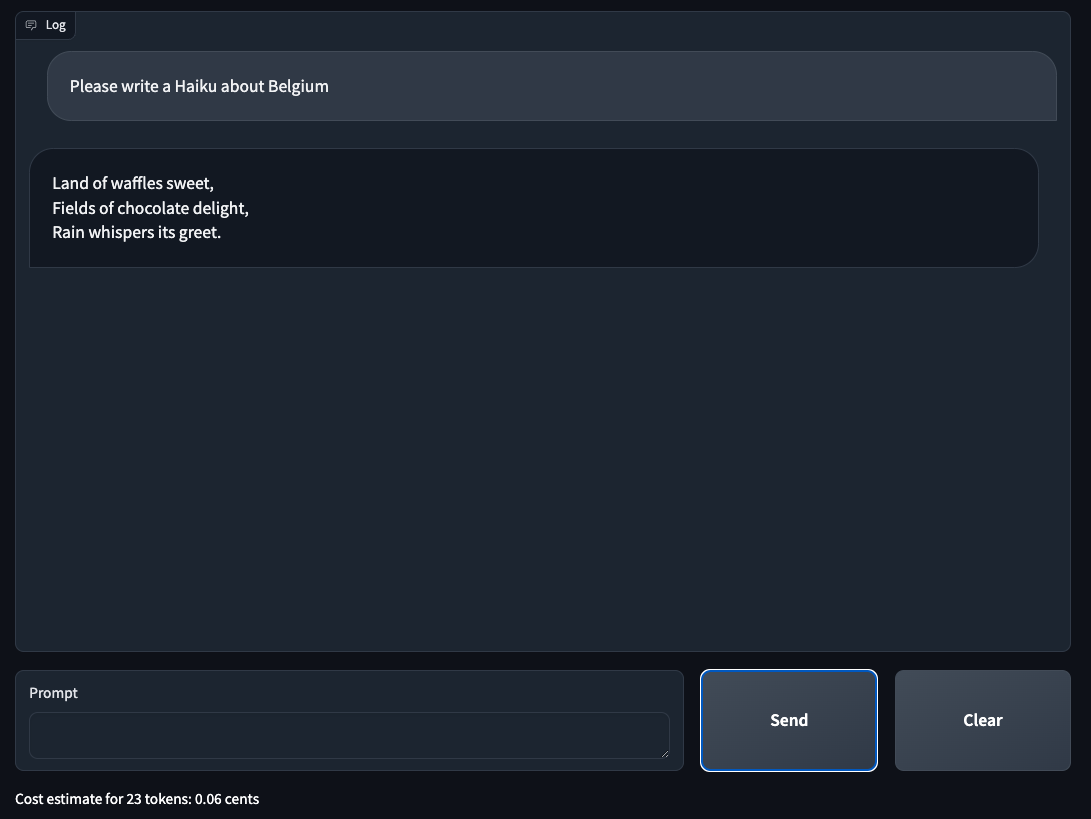 Log
Please write a Haiku about Belgium
Land of waffles sweet,
Fields of chocolate delight,
Rain whispers its greet.
Prompt
Send
Clear
Cost estimate for 23 tokens: 0.06 cents